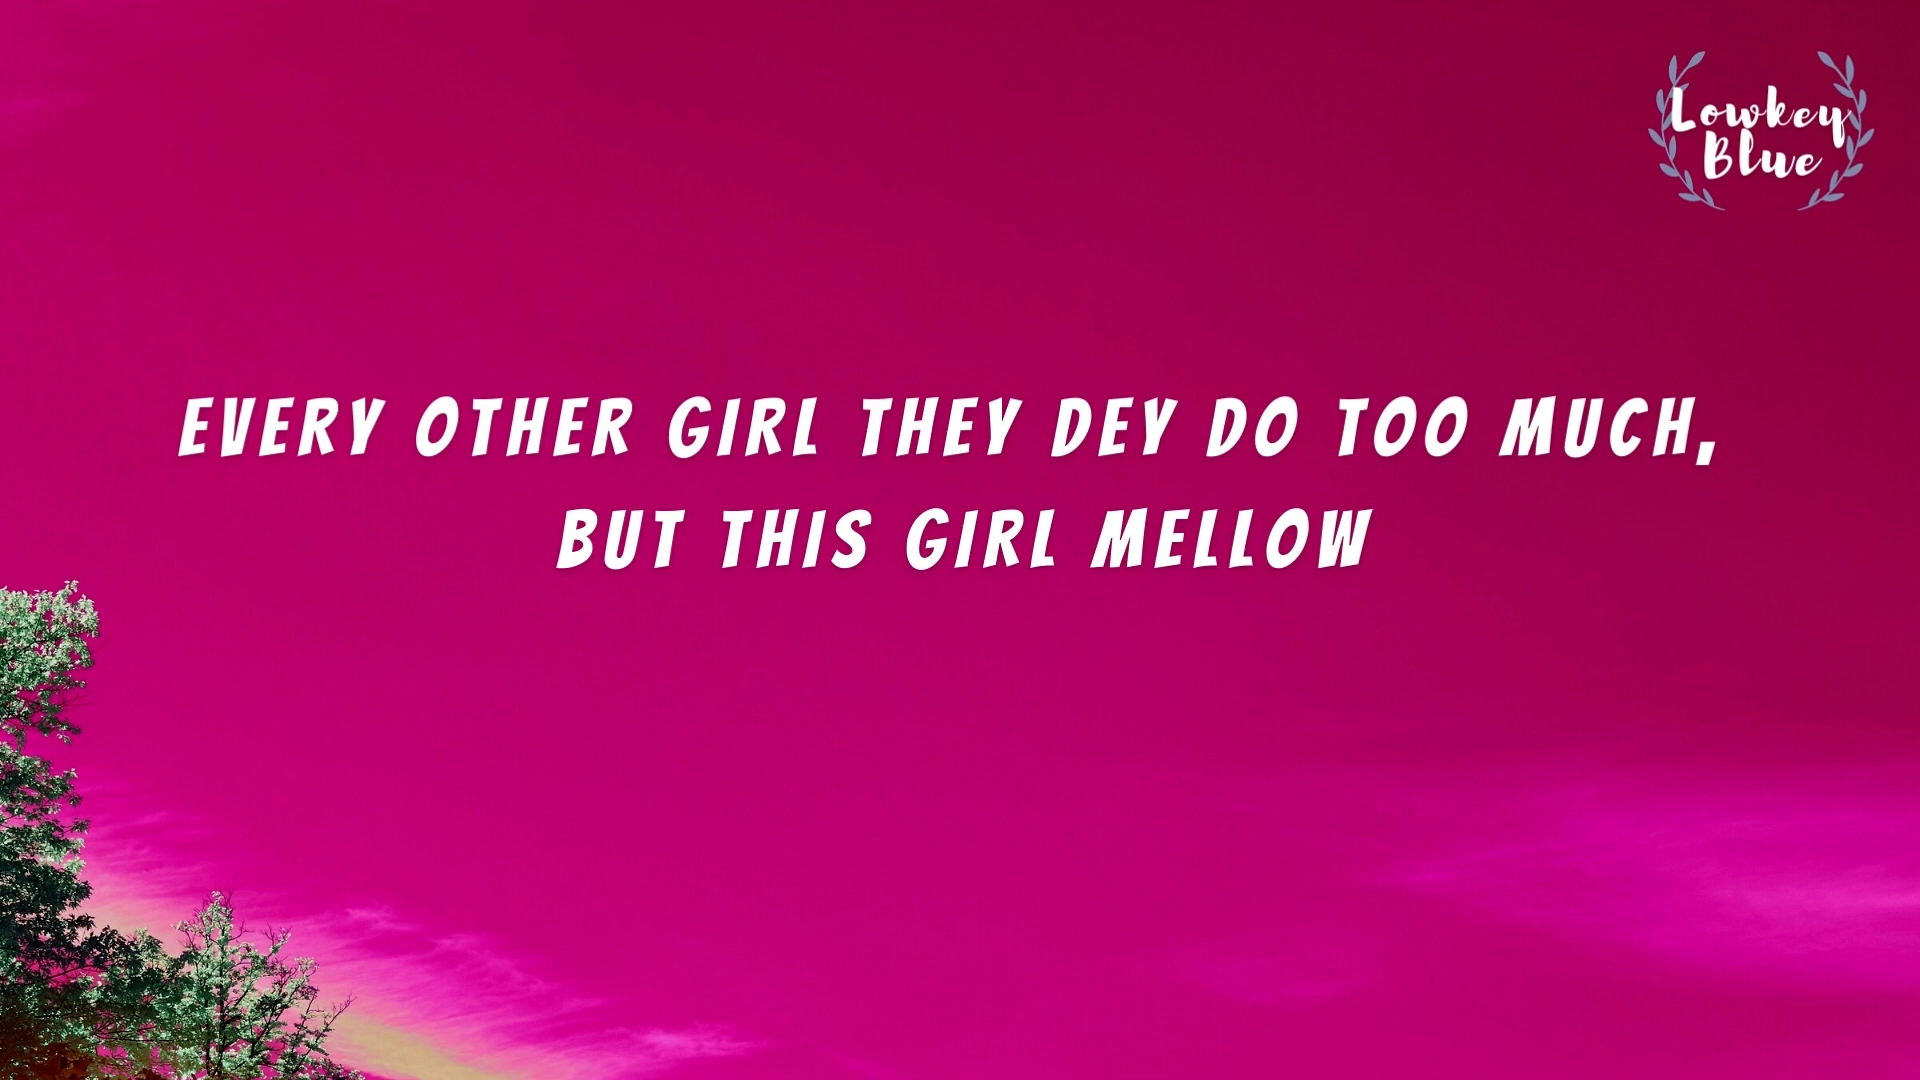 Lowkey
Blue
EVERY OTHER GIRL THEY DEY DO TOO MUCH,
BUT THIS GIRL MELLOW